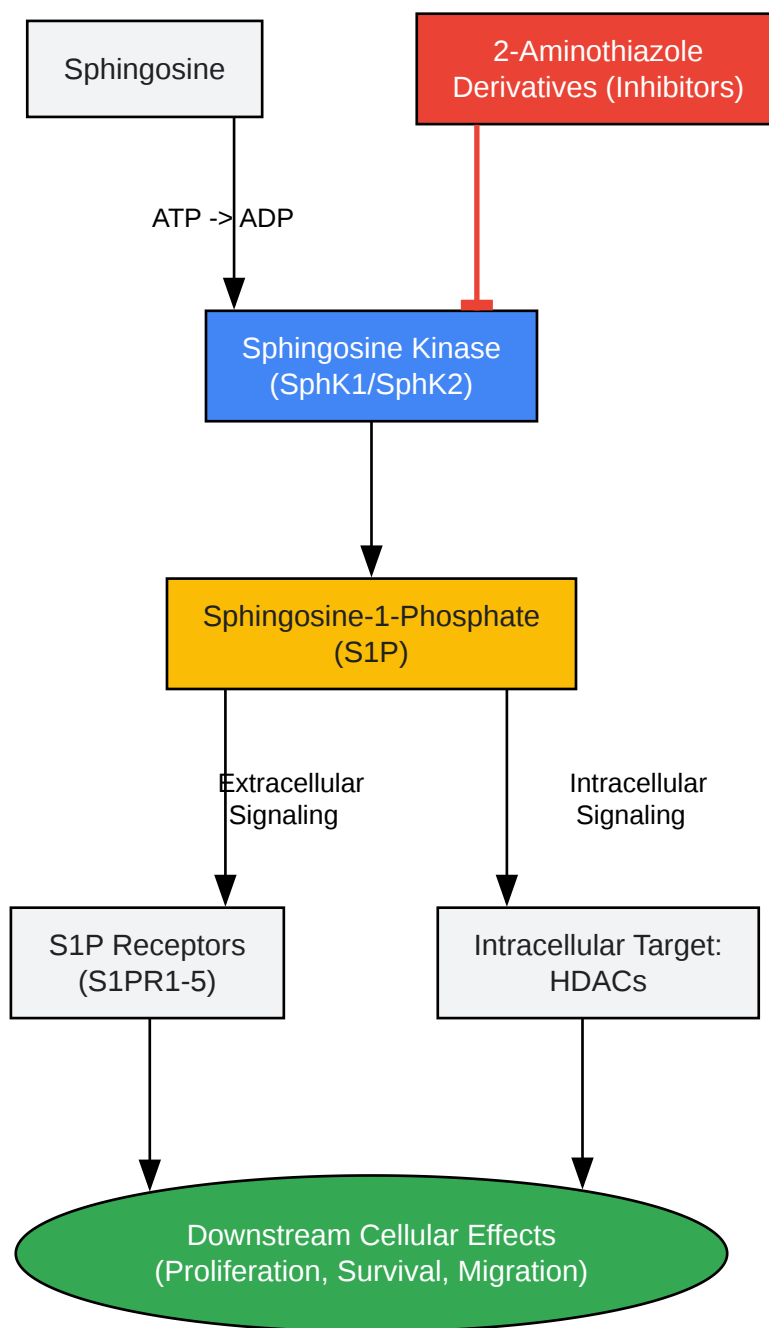 Sphingosine
2-Aminothiazole
Derivatives (Inhibitors)
ATP -> ADP
Sphingosine Kinase
(SphK1/SphK2)
Sphingosine-1-Phosphate
(S1P)
Extracellular
Signaling
Intracellular
Signaling
S1P Receptors
(S1PR1-5)
Intracellular Target:
HDACs
Downstream Cellular Effects
(Proliferation, Survival, Migration)